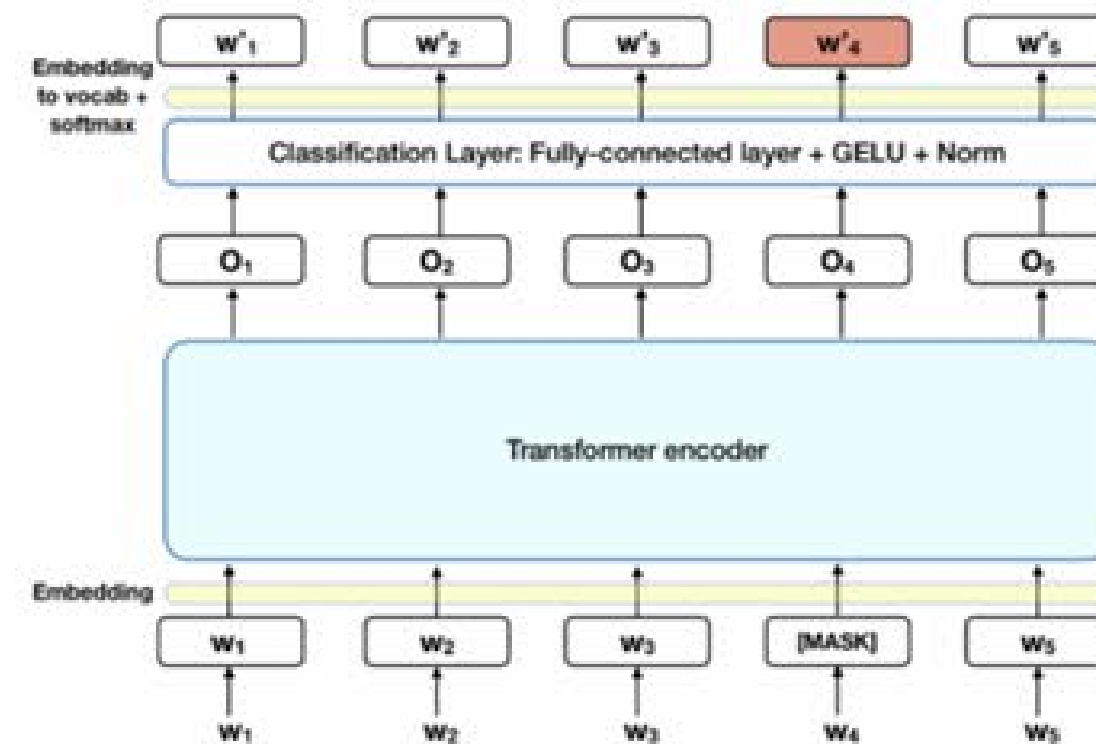 w'₁ w'₂ w'₃ w'₄ w'₅
Embedding
to vocab +
softmax
Classification Layer: Fully-connected layer + GELU + Norm
O₁ O₂ O₃ O₄ O₅
Transformer encoder
Embedding
W₁ W₂ W₃ [MASK] W₅
W₁ W₂ W₃ W₄ W₅